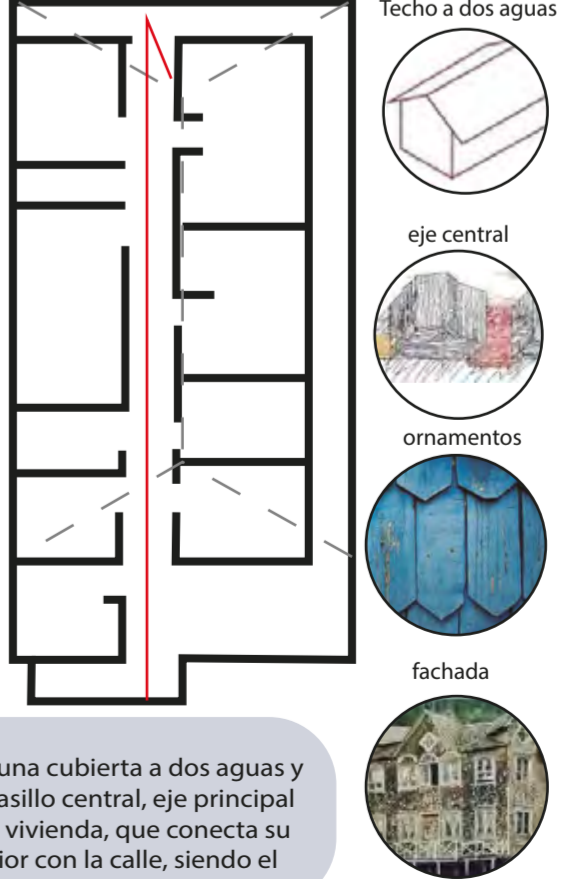 Techo a dos aguas
eje central
ornamentos
fachada
una cubierta a dos aguas y
asillo central, eje principal
vivienda, que conecta su
ior con la calle, siendo el